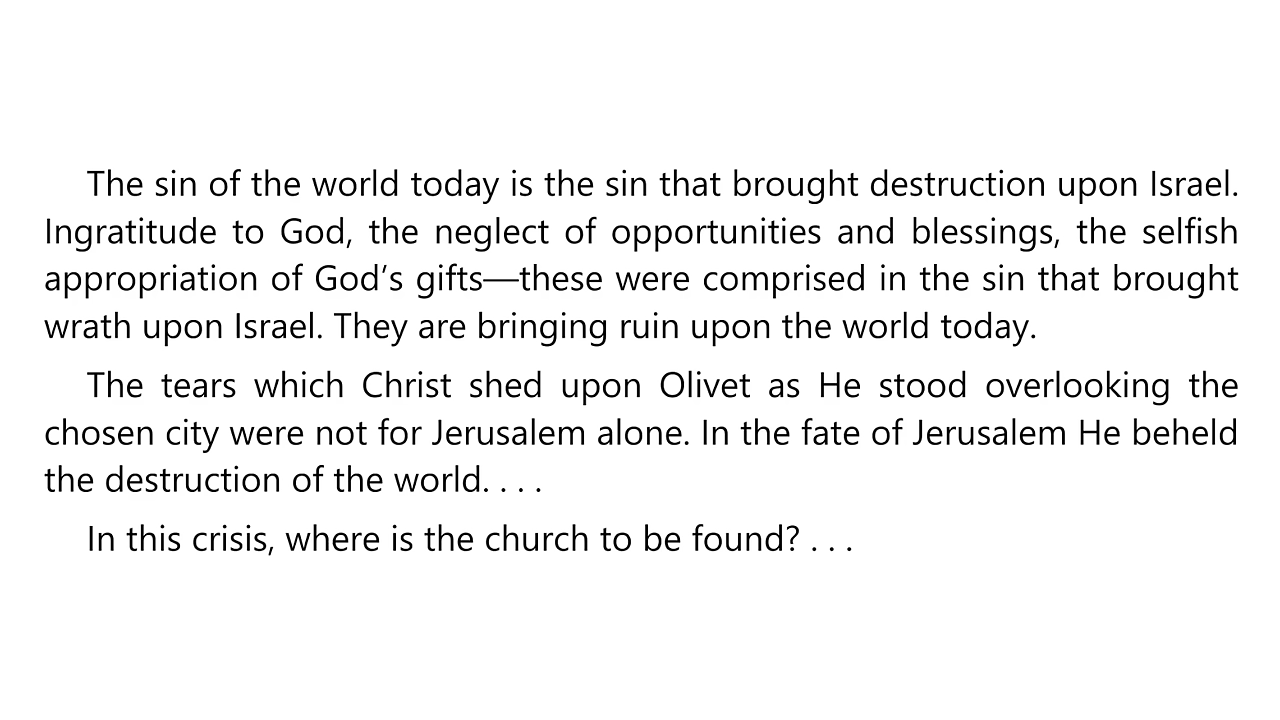 The sin of the world today is the sin that brought destruction upon Israel.
Ingratitude to God, the neglect of opportunities and blessings, the selfish
appropriation of God’s gifts—these were comprised in the sin that brought
wrath upon Israel. They are bringing ruin upon the world today.
The tears which Christ shed upon Olivet as He stood overlooking the
chosen city were not for Jerusalem alone. In the fate of Jerusalem He beheld
the destruction of the world. . . .
In this crisis, where is the church to be found? . . .